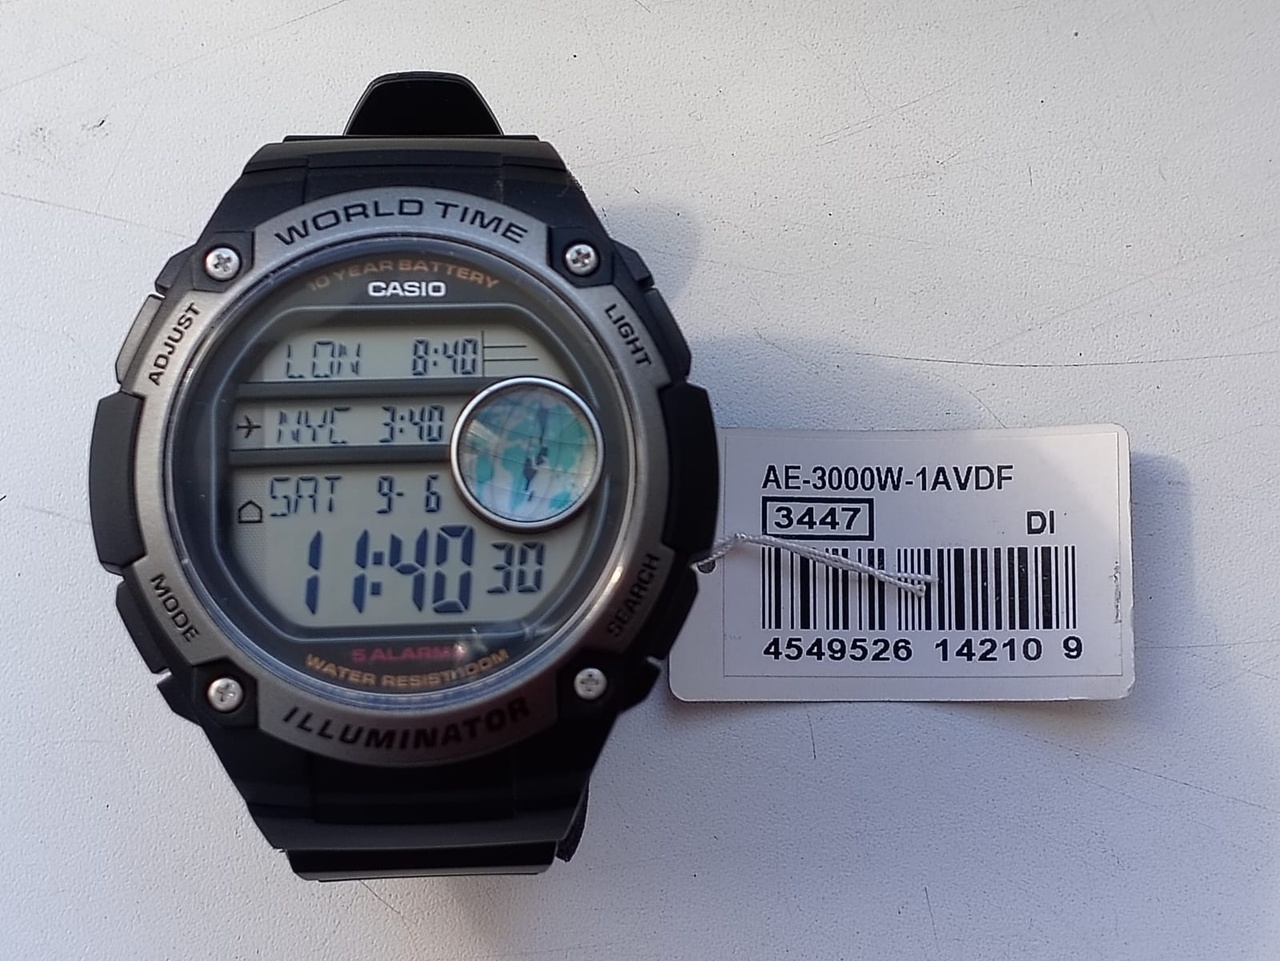 WORLD TIME
10 YEAR BATTERY
CASIO
ADJUST
LIGHT
LON 8:40
NYC 3:40
SAT 9-6
11:40 30
MODE
SEARCH
5 ALARMS
WATER RESIST100M
ILLUMINATOR
AE-3000W-1AVDF
3447
DI
4549526 14210 9